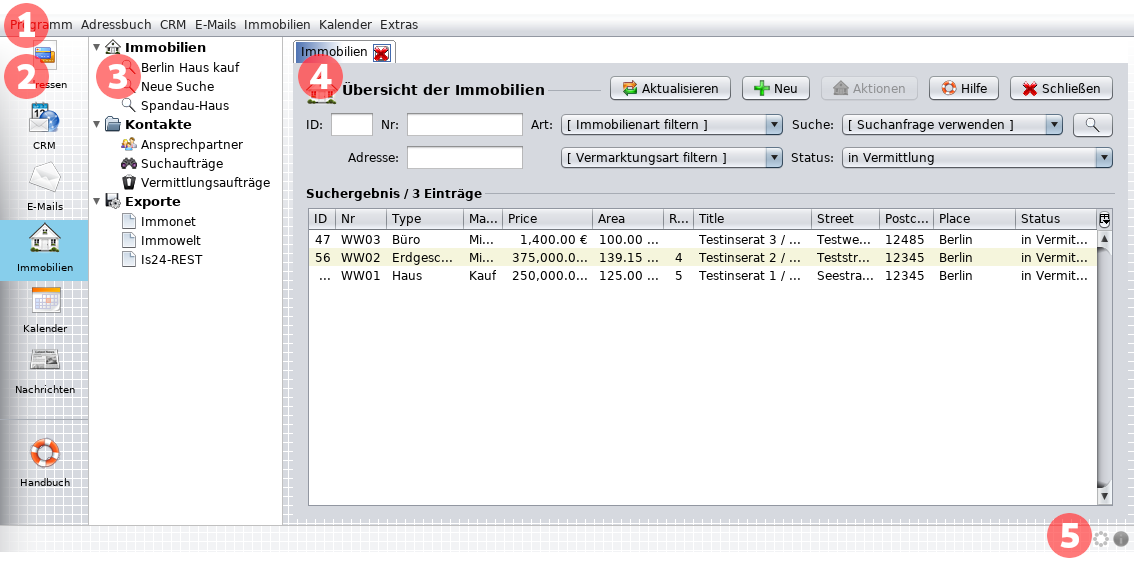 1 Programm Adressbuch CRM E-Mails Immobilien Kalender Extras
2
CRM
E-Mails
Immobilien
Kalender
Nachrichten
Handbuch
3
Immobilien
Berlin Haus kauf
Neue Suche
Spandau-Haus
Kontakte
Ansprechpartner
Suchaufträge
Vermittlungsaufträge
Exporte
Immonet
Immowelt
Is24-REST
Immobilien
4
Übersicht der Immobilien Aktualisieren Neu Aktionen Hilfe Schließen
ID: Nr: Art: [ Immobilienart filtern ] Suche: [ Suchanfrage verwenden ]
Adresse: [ Vermarktungsart filtern ] Status: in Vermittlung
Suchergebnis / 3 Einträge
ID Nr Type Ma... Price Area R... Title Street Postc... Place Status
47 WW03 Büro Mi... 1,400.00 € 100.00 ... Testinserat 3 / ... Testwe... 12485 Berlin in Vermit...
56 WW02 Erdgesc... Mi... 375,000.0... 139.15 ... 4 Testinserat 2 / ... Teststr... 12345 Berlin in Vermit...
... WW01 Haus Kauf 250,000.0... 125.00 ... 5 Testinserat 1 / ... Seestra... 12345 Berlin in Vermit...
5